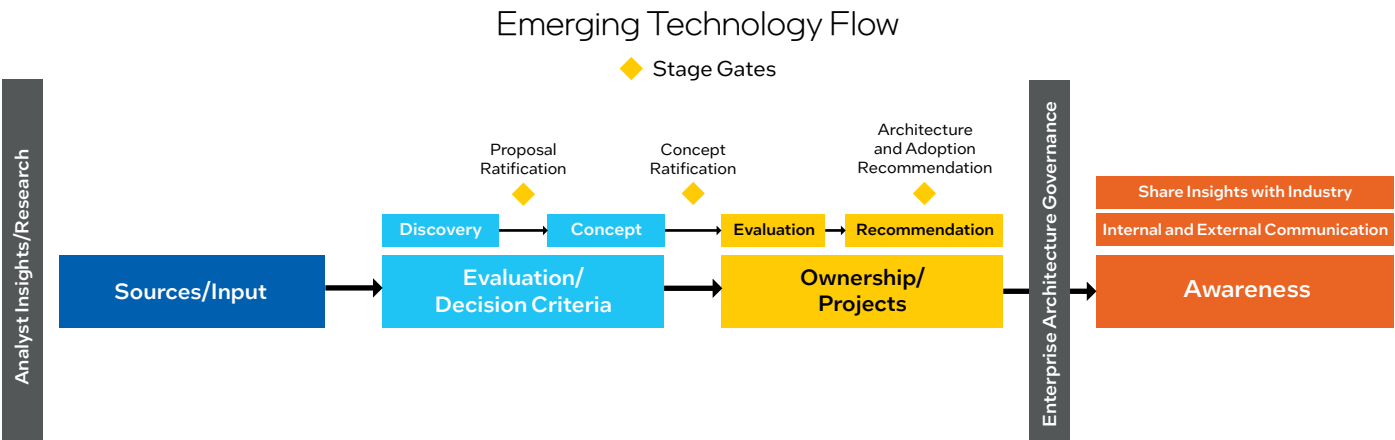 Emerging Technology Flow
Stage Gates
Analyst Insights/Research
Sources/Input
Proposal
Ratification
Discovery
Concept
Evaluation/
Decision Criteria
Concept
Ratification
Architecture
and Adoption
Recommendation
Evaluation
Recommendation
Ownership/
Projects
Enterprise Architecture Governance
Share Insights with Industry
Internal and External Communication
Awareness